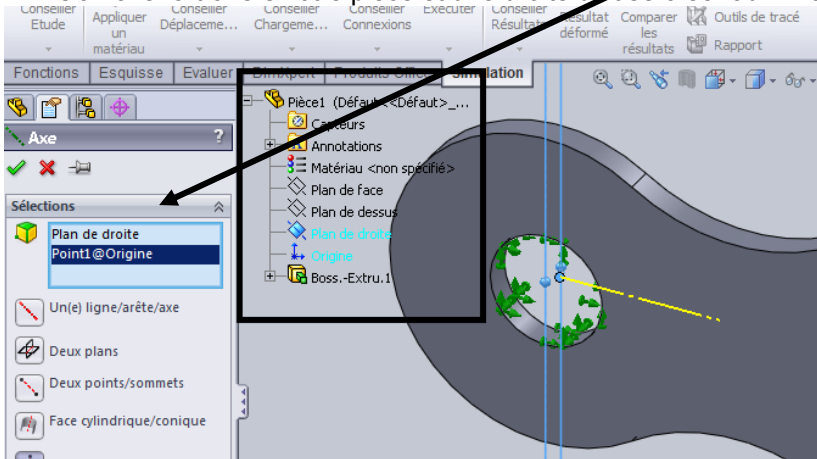 Conseiller Appliquer Conseiller Conseiller Conseiller Exécuter Conseiller Résultat Comparer Outils de tracé
Etude un Déplaceme... Chargeme... Connexions Résultats déformé les Rapport
matériau résultats
Fonctions Esquisse Evaluer DimXpert Produits Office Simulation
Axe ?
Sélections
Plan de droite
Point1@Origine
Un(e) ligne/arête/axe
Deux plans
Deux points/sommets
Face cylindrique/conique
Pièce1 (Défaut<<Défaut>_...
Capteurs
Annotations
Matériau <non spécifié>
Plan de face
Plan de dessus
Plan de droite
Origine
Boss.-Extru.1